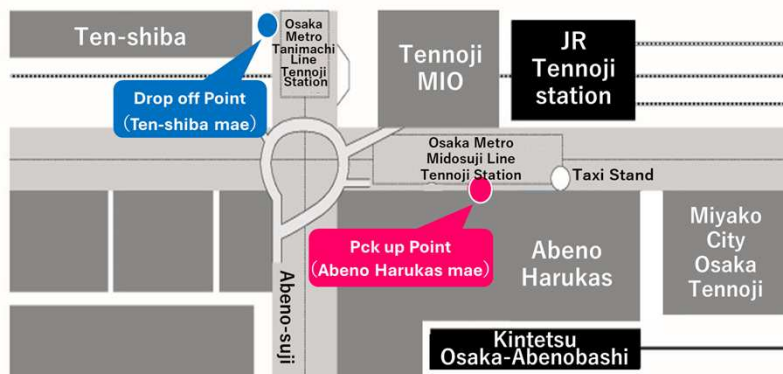 Ten-shiba
Osaka
Metro
Tanimachi
Line
Tennoji
Station
Tennoji
MIO
JR
Tennoji
station
Drop off Point
(Ten-shiba mae)
Osaka Metro
Midosuji Line
Tennoji Station
Taxi Stand
Pck up Point
(Abeno Harukas mae)
Abeno
Harukas
Miyako
City
Osaka
Tennoji
Abeno-suji
Kintetsu
Osaka-Abenobashi